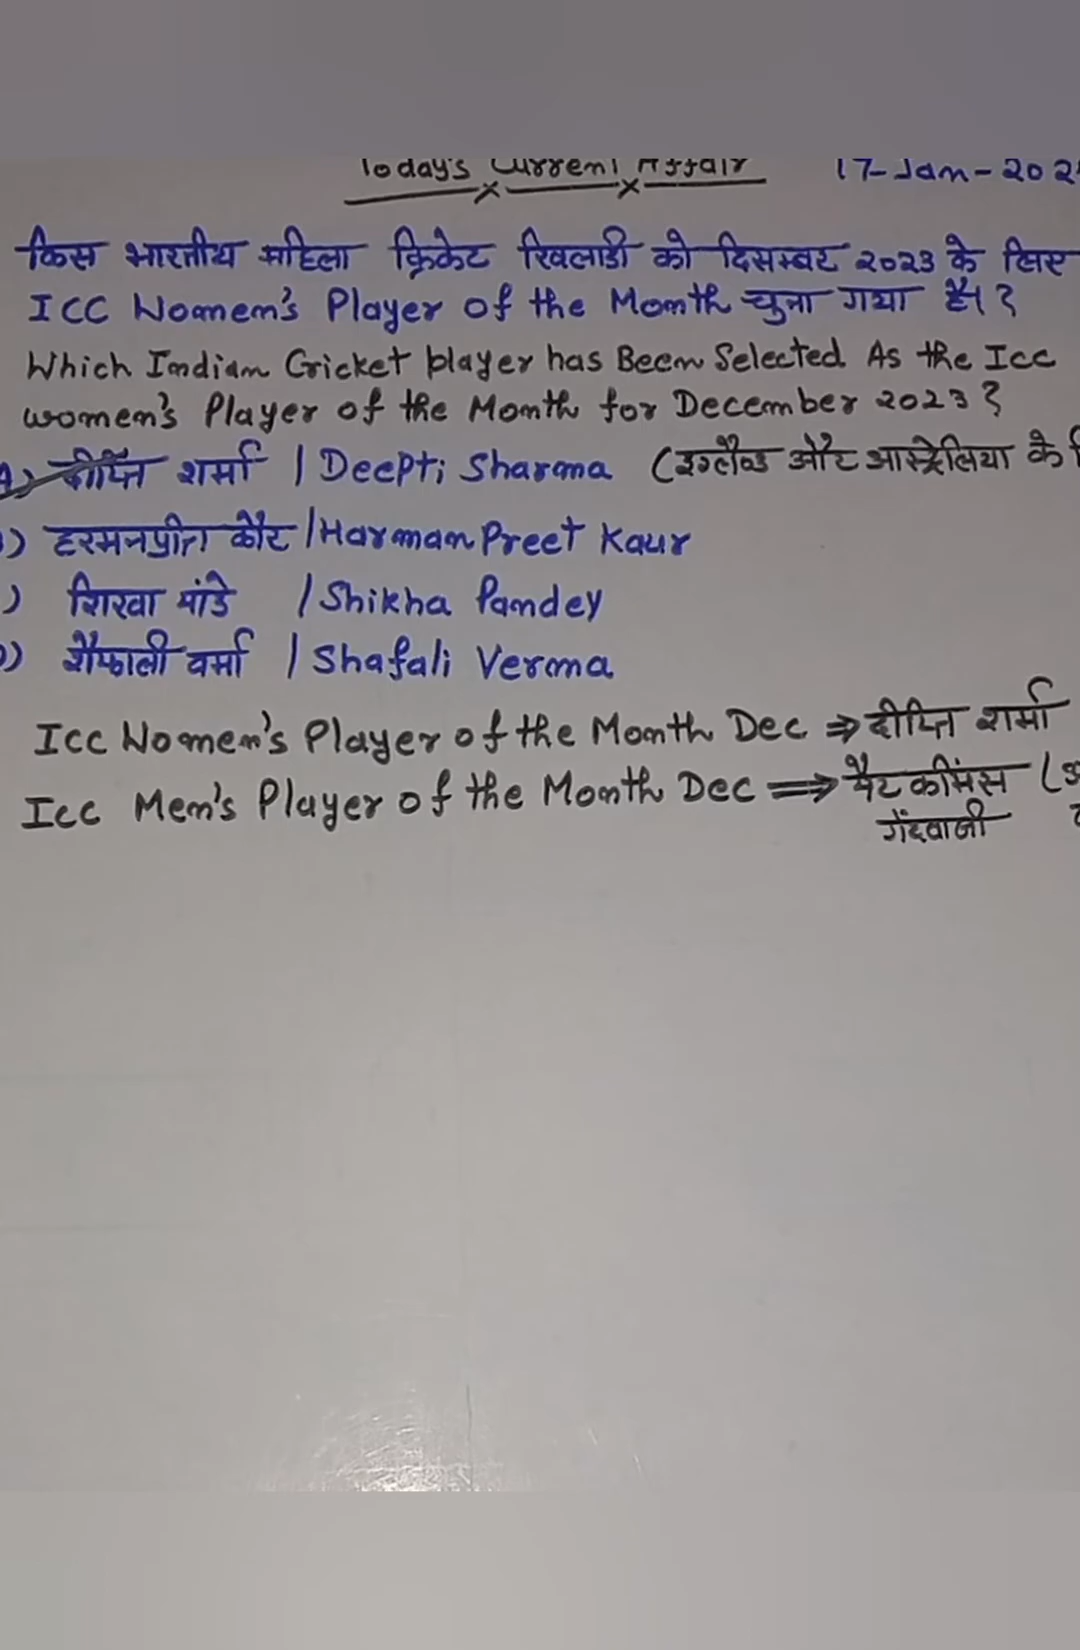 Today's Current Affair 17-Jan-202
किस भारतीय महिला क्रिकेट खिलाडी को दिसम्बर 2023 के लिए
ICC Women's Player of the Month चुना गया है?
Which Indian Cricket player has Been Selected As the Icc
women's Player of the Month for December 2023?
A) दीप्ति शर्मा / Deepti Sharma (इंग्लैण्ड और आस्ट्रेलिया के
) हरमनप्रीत कौर / HarmanPreet Kaur
) शिखा पांडे / Shikha Pandey
) शैफाली वर्मा / Shafali Verma
Icc Women's Player of the Month Dec ⇒ दीप्ति शर्मा
Icc Men's Player of the Month Dec ⇒ पैट कमिंस (
गेंदबाजी